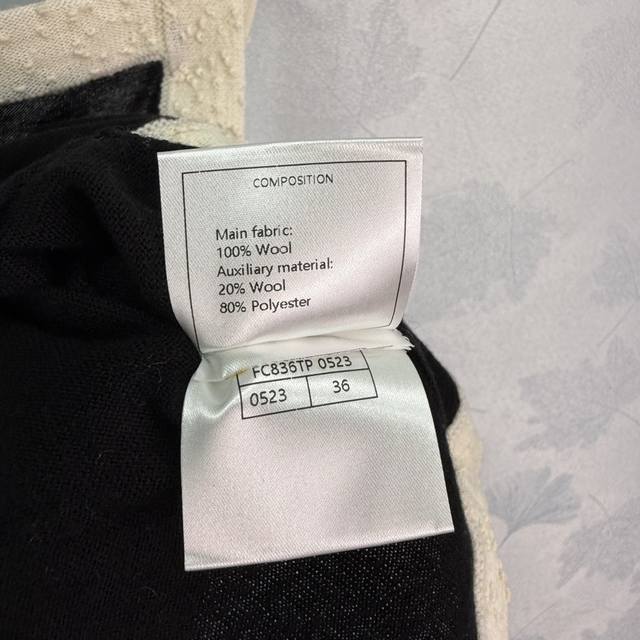 COMPOSITION
Main fabric:
100% Wool
Auxiliary material:
20% Wool
80% Polyester
FC836TP 0523
0523 36